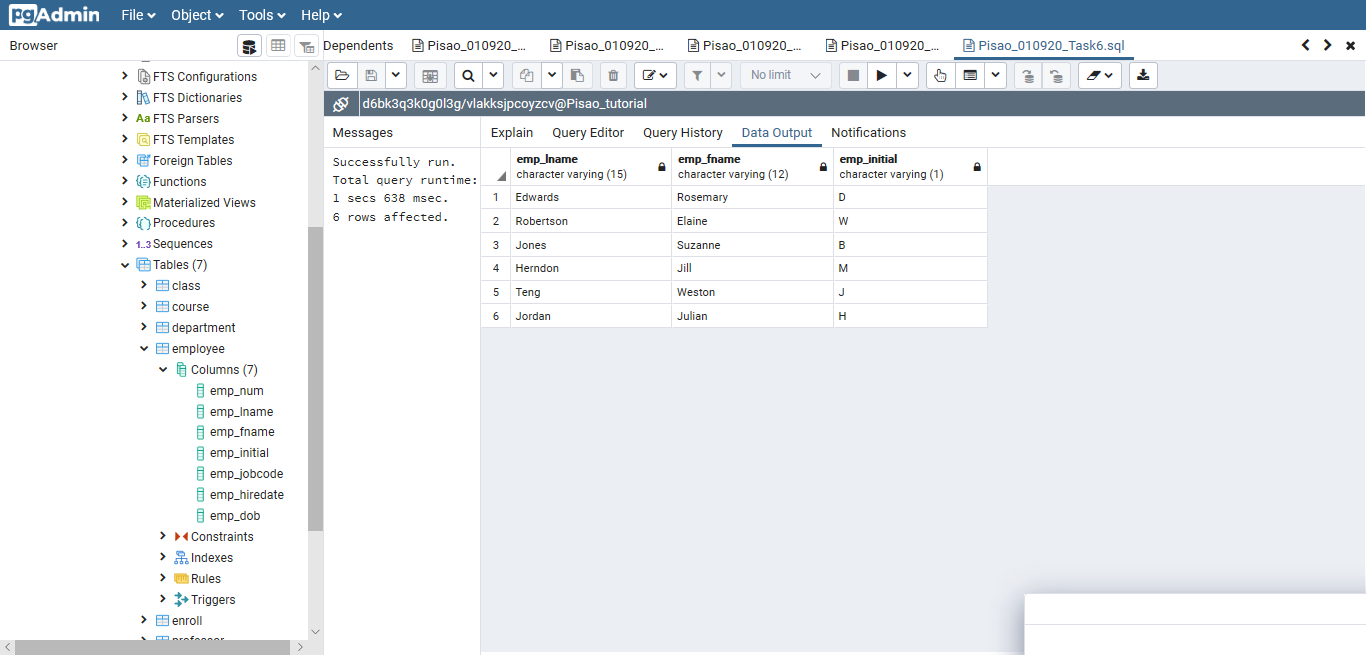 pgAdmin File Object Tools Help
Browser
Dependents Pisao_010920_... Pisao_010920_... Pisao_010920_... Pisao_010920_... Pisao_010920_Task6.sql
No limit
d6bk3q3k0g0l3g/vlakksjpcoyzcv@Pisao_tutorial
FTS Configurations
FTS Dictionaries
Aa FTS Parsers
FTS Templates
Foreign Tables
Functions
Materialized Views
Procedures
1..3 Sequences
Tables (7)
class
course
department
employee
Columns (7)
emp_num
emp_lname
emp_fname
emp_initial
emp_jobcode
emp_hiredate
emp_dob
Constraints
Indexes
Rules
Triggers
enroll
professor
Messages
Successfully run.
Total query runtime:
1 secs 638 msec.
6 rows affected.
Explain Query Editor Query History Data Output Notifications
emp_lname emp_fname emp_initial
character varying (15) character varying (12) character varying (1)
1 Edwards Rosemary D
2 Robertson Elaine W
3 Jones Suzanne B
4 Herndon Jill M
5 Teng Weston J
6 Jordan Julian H